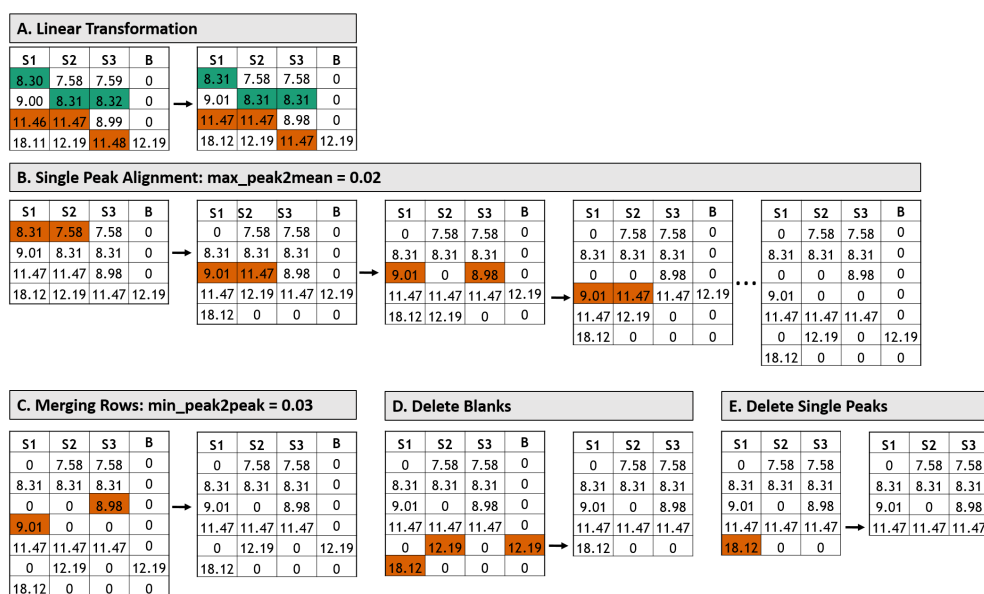 A. Linear Transformation
S1 S2 S3 B
8.30 7.58 7.59 0
9.00 8.31 8.32 0
11.46 11.47 8.99 0
18.11 12.19 11.48 12.19
S1 S2 S3 B
8.31 7.58 7.58 0
9.01 8.31 8.31 0
11.47 11.47 8.98 0
18.12 12.19 11.47 12.19
B. Single Peak Alignment: max_peak2mean = 0.02
S1 S2 S3 B
8.31 7.58 7.58 0
9.01 8.31 8.31 0
11.47 11.47 8.98 0
18.12 12.19 11.47 12.19
S1 S2 S3 B
0 7.58 7.58 0
8.31 8.31 8.31 0
9.01 11.47 8.98 0
11.47 12.19 11.47 12.19
18.12 0 0 0
S1 S2 S3 B
0 7.58 7.58 0
8.31 8.31 8.31 0
9.01 0 8.98 0
11.47 11.47 11.47 12.19
18.12 12.19 0 0
S1 S2 S3 B
0 7.58 7.58 0
8.31 8.31 8.31 0
0 0 8.98 0
9.01 11.47 11.47 12.19
11.47 12.19 0 0
18.12 0 0 0
...
S1 S2 S3 B
0 7.58 7.58 0
8.31 8.31 8.31 0
0 0 8.98 0
9.01 0 0 0
11.47 11.47 11.47 0
0 12.19 0 12.19
18.12 0 0 0
C. Merging Rows: min_peak2peak = 0.03
S1 S2 S3 B
0 7.58 7.58 0
8.31 8.31 8.31 0
0 0 8.98 0
9.01 0 0 0
11.47 11.47 11.47 0
0 12.19 0 12.19
18.12 0 0 0
S1 S2 S3 B
0 7.58 7.58 0
8.31 8.31 8.31 0
9.01 0 8.98 0
11.47 11.47 11.47 0
0 12.19 0 12.19
18.12 0 0 0
D. Delete Blanks
S1 S2 S3 B
0 7.58 7.58 0
8.31 8.31 8.31 0
9.01 0 8.98 0
11.47 11.47 11.47 0
0 12.19 0 12.19
18.12 0 0 0
S1 S2 S3
0 7.58 7.58
8.31 8.31 8.31
9.01 0 8.98
11.47 11.47 11.47
18.12 0 0
E. Delete Single Peaks
S1 S2 S3
0 7.58 7.58
8.31 8.31 8.31
9.01 0 8.98
11.47 11.47 11.47
18.12 0 0
S1 S2 S3
0 7.58 7.58
8.31 8.31 8.31
9.01 0 8.98
11.47 11.47 11.47